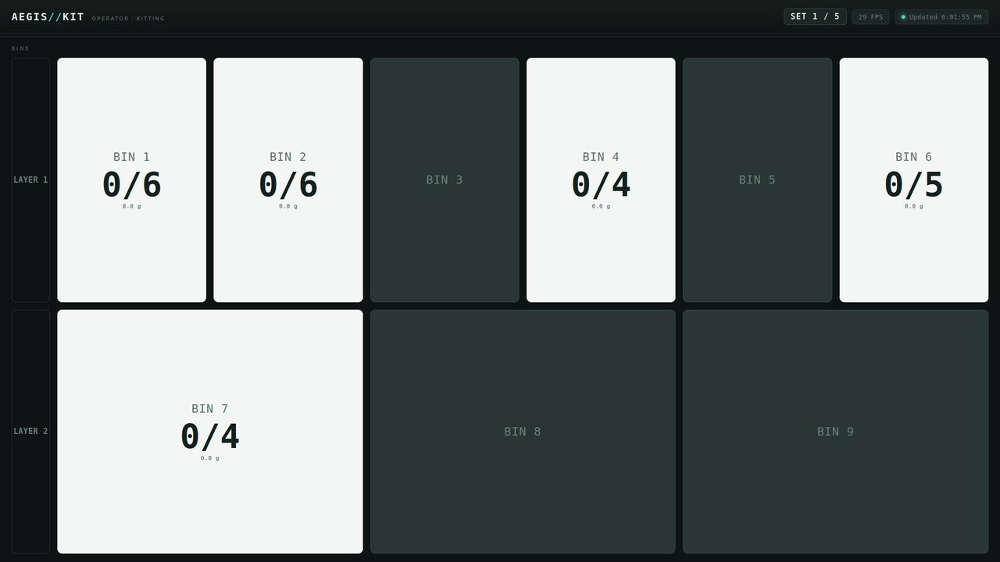 AEGIS//KIT OPERATOR · KITTING
SET 1 / 5
29 FPS
Updated 6:01:55 PM
BINS
LAYER 1
BIN 1
0/6
0.0 g
BIN 2
0/6
0.0 g
BIN 3
BIN 4
0/4
0.0 g
BIN 5
BIN 6
0/5
0.0 g
LAYER 2
BIN 7
0/4
0.0 g
BIN 8
BIN 9